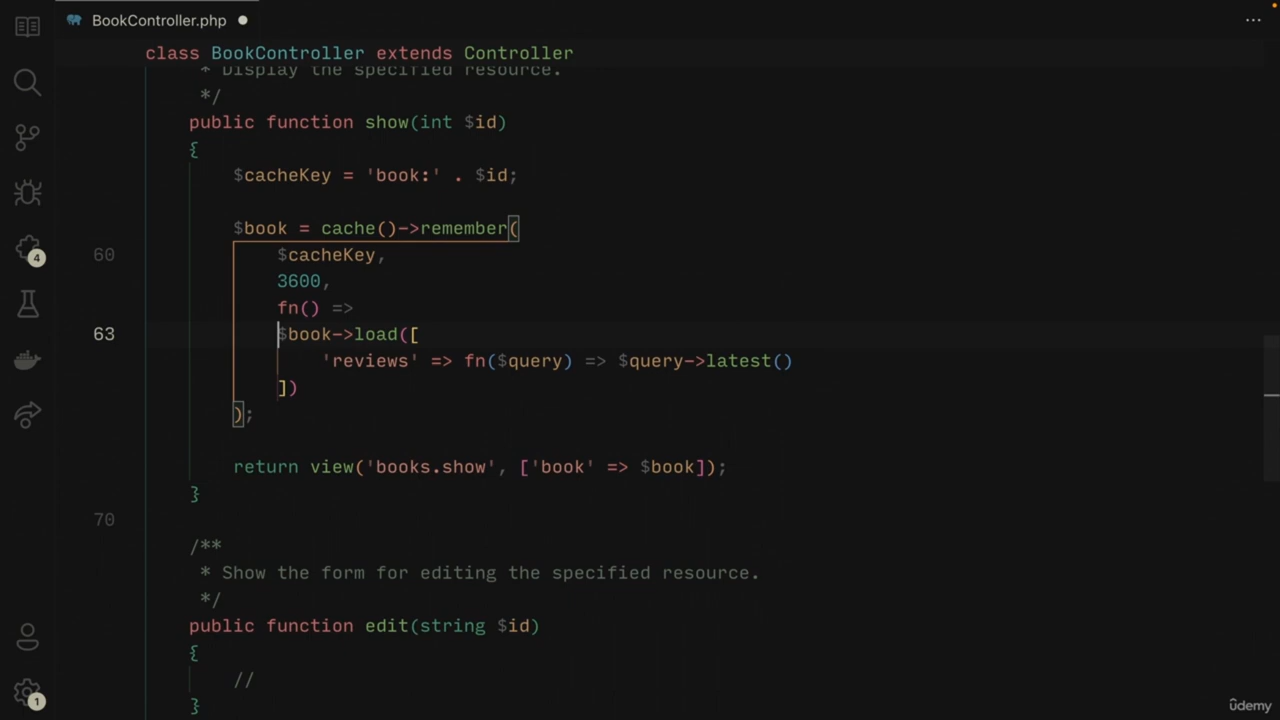 BookController.php
class BookController extends Controller
* Display the specified resource.
*/
public function show(int $id)
{
$cacheKey = 'book:' . $id;
$book = cache()->remember(
60 $cacheKey,
3600,
fn() =>
63 $book->load([
'reviews' => fn($query) => $query->latest()
])
);
return view('books.show', ['book' => $book]);
}
70
/**
* Show the form for editing the specified resource.
*/
public function edit(string $id)
{
//
}
4
1
ûdemy